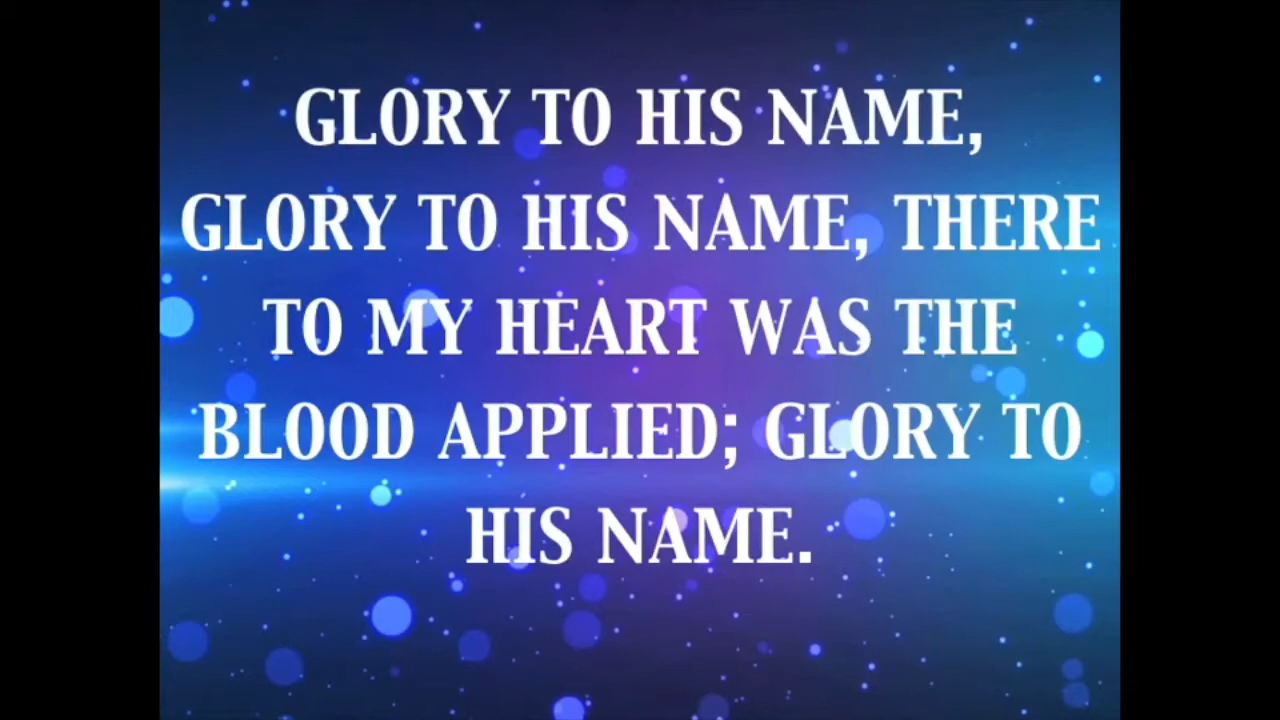 GLORY TO HIS NAME,
GLORY TO HIS NAME, THERE
TO MY HEART WAS THE
BLOOD APPLIED; GLORY TO
HIS NAME.